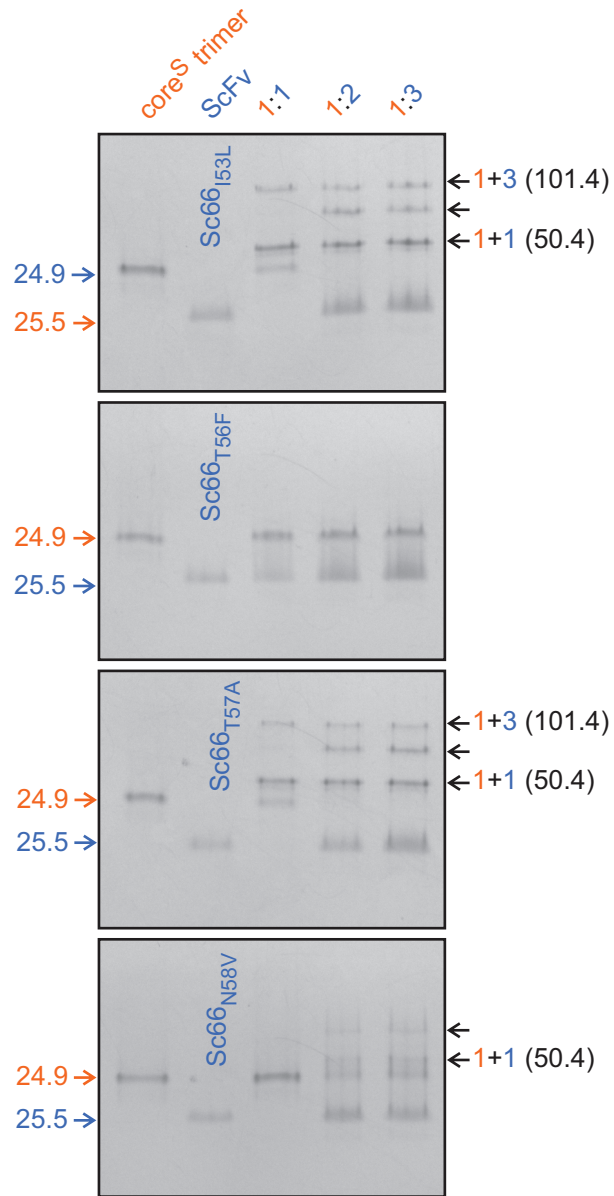 coreS trimer ScFv 1:1 1:2 1:3
Sc66I53L
1+3 (101.4)
1+1 (50.4)
24.9
25.5
Sc66T56F
24.9
25.5
Sc66T57A
1+3 (101.4)
1+1 (50.4)
24.9
25.5
Sc66N58V
1+1 (50.4)
24.9
25.5